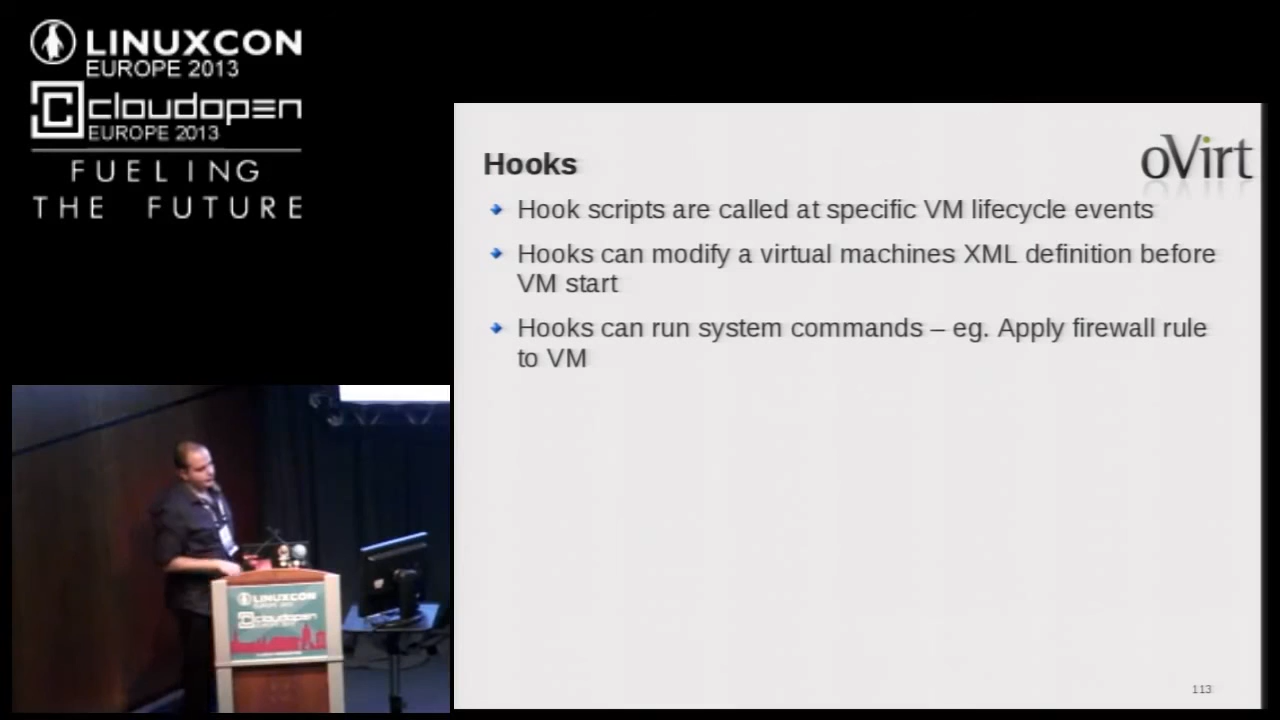 LINUXCON
EUROPE 2013
cloudopen
EUROPE 2013
FUELING
THE FUTURE
oVirt
Hooks
Hook scripts are called at specific VM lifecycle events
Hooks can modify a virtual machines XML definition before
VM start
Hooks can run system commands – eg. Apply firewall rule
to VM
LINUXCON
cloudopen
113